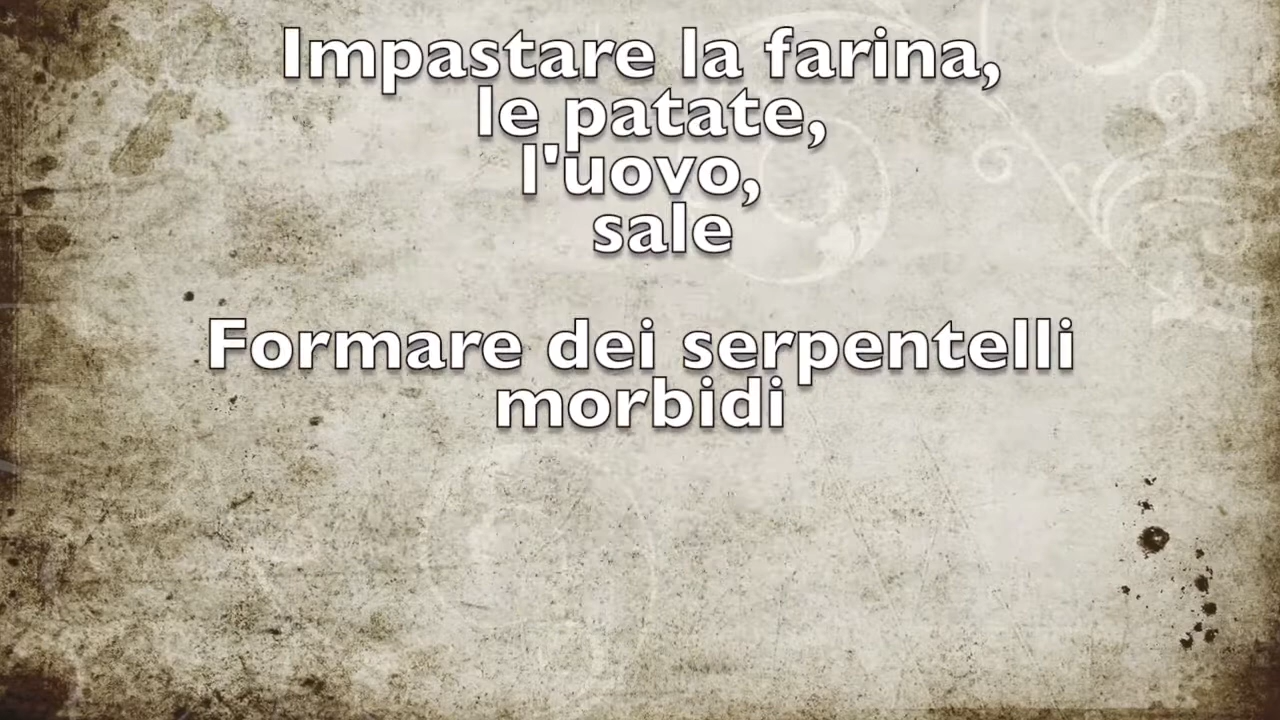 Impastare la farina,
le patate,
l'uovo,
sale
Formare dei serpentelli
morbidi